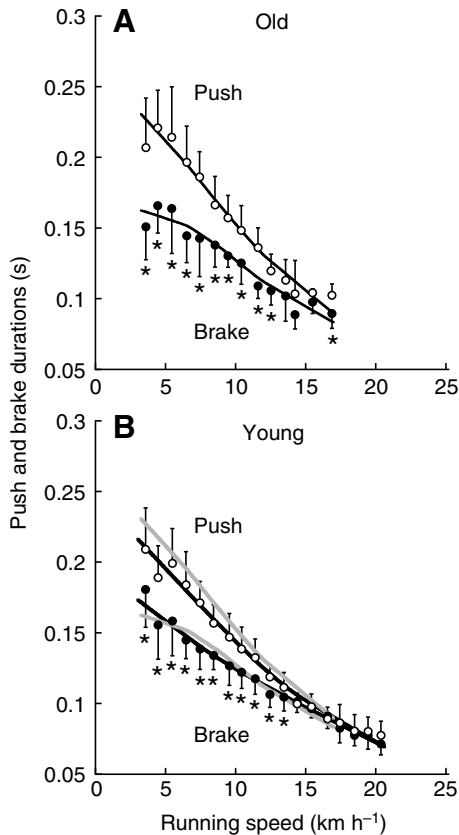 A
Old
0.3
0.25
0.2
0.15
0.1
0.05
Push
Brake
* * * * * ** * * * *
0 5 10 15 20 25
B
Young
0.3
0.25
0.2
0.15
0.1
0.05
Push
Brake
* * * * ** * * * * *
0 5 10 15 20 25
Push and brake durations (s)
Running speed (km h⁻¹)